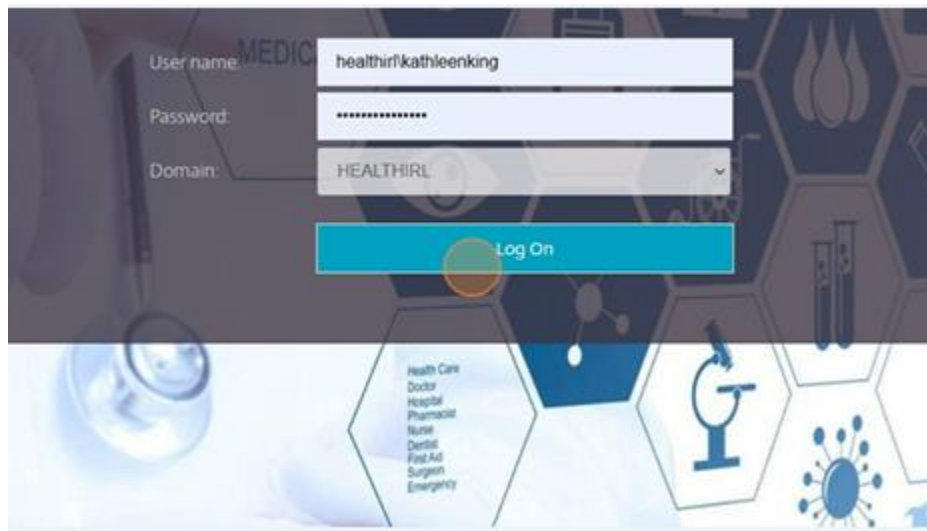 MEDIC
User name:
healthirl\kathleenking
Password:
•••••••••••••••
Domain:
HEALTHIRL
Log On
Health Care
Doctor
Hospital
Pharmacist
Nurse
Dentist
First Aid
Surgeon
Emergency